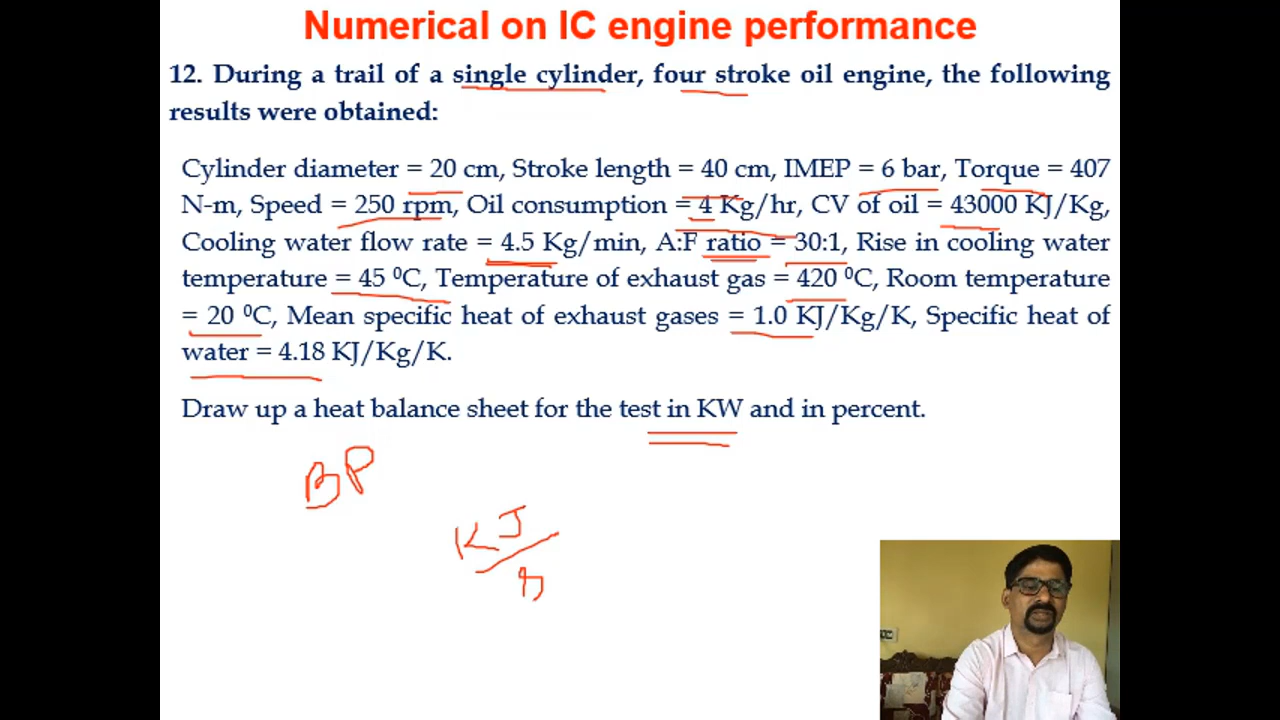 Numerical on IC engine performance
12. During a trail of a single cylinder, four stroke oil engine, the following
results were obtained:
Cylinder diameter = 20 cm, Stroke length = 40 cm, IMEP = 6 bar, Torque = 407
N-m, Speed = 250 rpm, Oil consumption = 4 Kg/hr, CV of oil = 43000 KJ/Kg,
Cooling water flow rate = 4.5 Kg/min, A:F ratio = 30:1, Rise in cooling water
temperature = 45 ⁰C, Temperature of exhaust gas = 420 ⁰C, Room temperature
= 20 ⁰C, Mean specific heat of exhaust gases = 1.0 KJ/Kg/K, Specific heat of
water = 4.18 KJ/Kg/K.
Draw up a heat balance sheet for the test in KW and in percent.
BP
KJ/